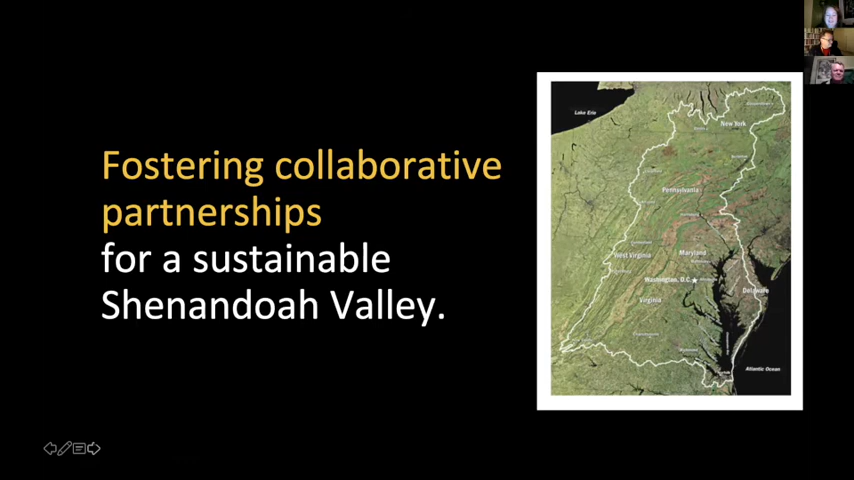 Fostering collaborative
partnerships
for a sustainable
Shenandoah Valley.
Lake Erie
New York
Pennsylvania
Maryland
West Virginia
Washington, D.C.
Delaware
Virginia
Atlantic Ocean